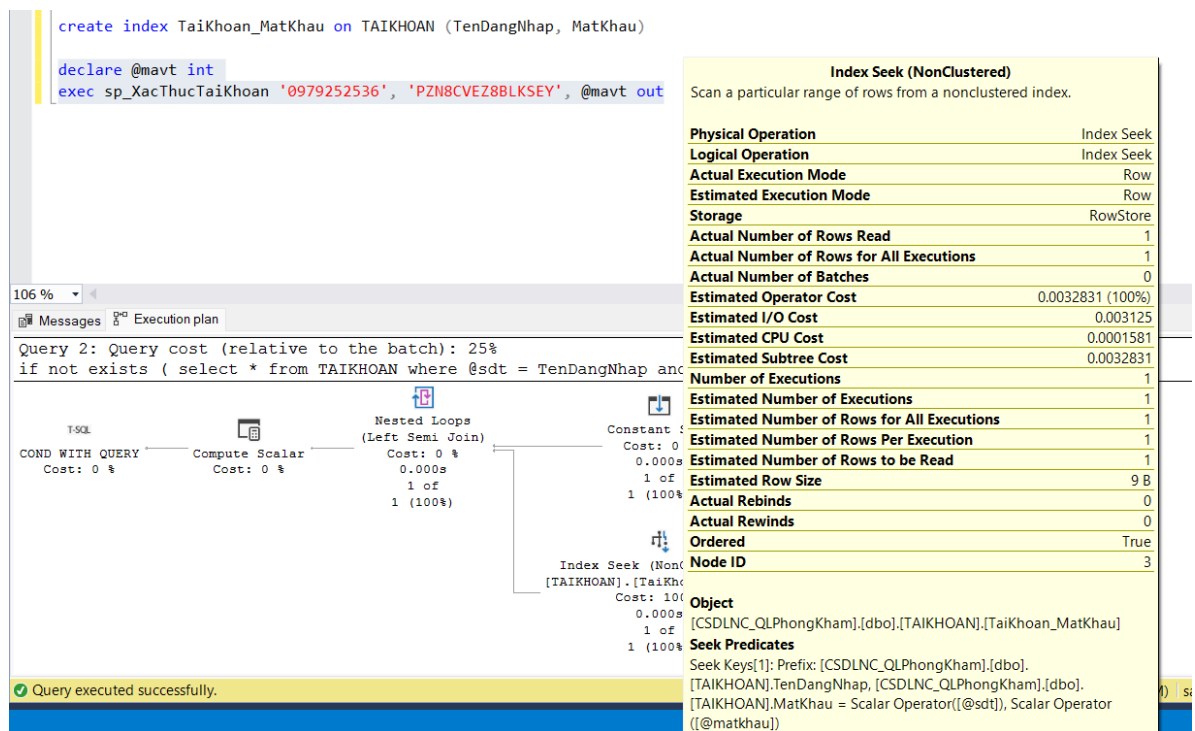 create index TaiKhoan_MatKhau on TAIKHOAN (TenDangNhap, MatKhau)
declare @mavt int
exec sp_XacThucTaiKhoan '0979252536', 'PZN8CVEZ8BLKSEY', @mavt out
106 %
Messages Execution plan
Query 2: Query cost (relative to the batch): 25%
if not exists ( select * from TAIKHOAN where @sdt = TenDangNhap and
T-SQL
COND WITH QUERY
Cost: 0 %
Compute Scalar
Cost: 0 %
Nested Loops
(Left Semi Join)
Cost: 0 %
0.000s
1 of
1 (100%)
Constant
Cost: 0
0.000s
1 of
1 (100%
Index Seek (Non
[TAIKHOAN].[TaiKh
Cost: 10
0.000s
1 of
1 (100%
Query executed successfully.
Index Seek (NonClustered)
Scan a particular range of rows from a nonclustered index.
Physical Operation Index Seek
Logical Operation Index Seek
Actual Execution Mode Row
Estimated Execution Mode Row
Storage RowStore
Actual Number of Rows Read 1
Actual Number of Rows for All Executions 1
Actual Number of Batches 0
Estimated Operator Cost 0.0032831 (100%)
Estimated I/O Cost 0.003125
Estimated CPU Cost 0.0001581
Estimated Subtree Cost 0.0032831
Number of Executions 1
Estimated Number of Executions 1
Estimated Number of Rows for All Executions 1
Estimated Number of Rows Per Execution 1
Estimated Number of Rows to be Read 1
Estimated Row Size 9 B
Actual Rebinds 0
Actual Rewinds 0
Ordered True
Node ID 3
Object
[CSDLNC_QLPhongKham].[dbo].[TAIKHOAN].[TaiKhoan_MatKhau]
Seek Predicates
Seek Keys[1]: Prefix: [CSDLNC_QLPhongKham].[dbo].
[TAIKHOAN].TenDangNhap, [CSDLNC_QLPhongKham].[dbo].
[TAIKHOAN].MatKhau = Scalar Operator([@sdt]), Scalar Operator
([@matkhau])